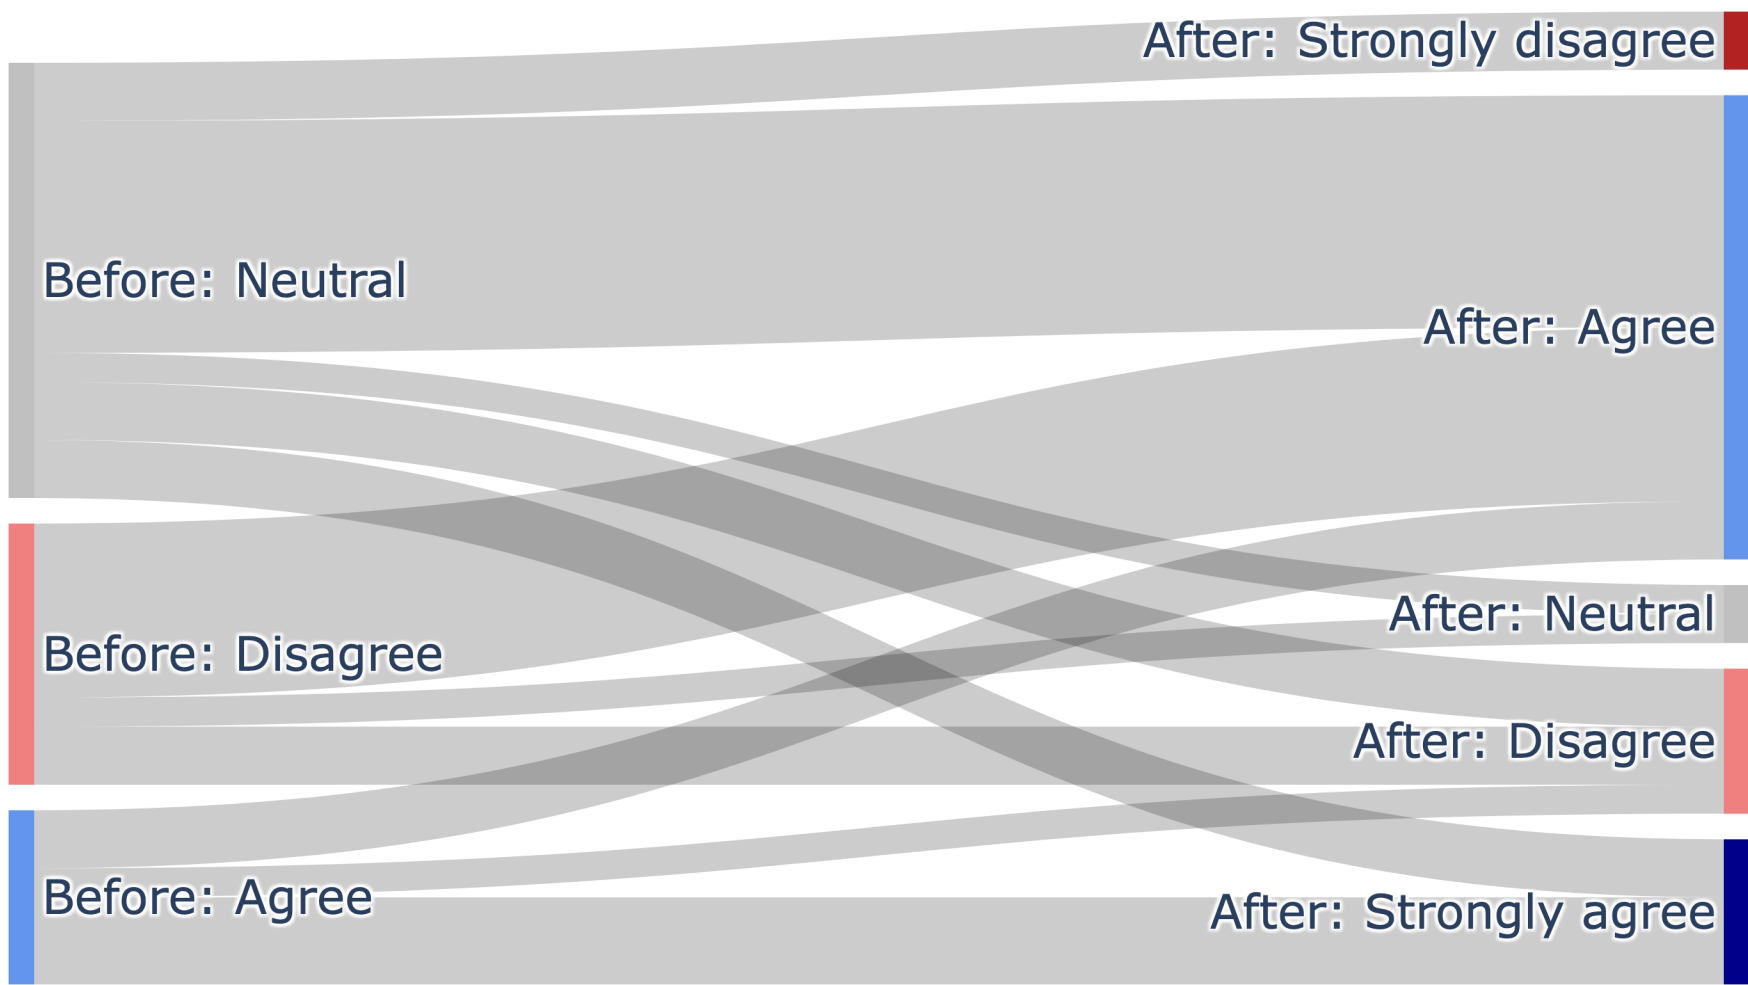 After: Strongly disagree
Before: Neutral
After: Agree
After: Neutral
Before: Disagree
After: Disagree
Before: Agree
After: Strongly agree